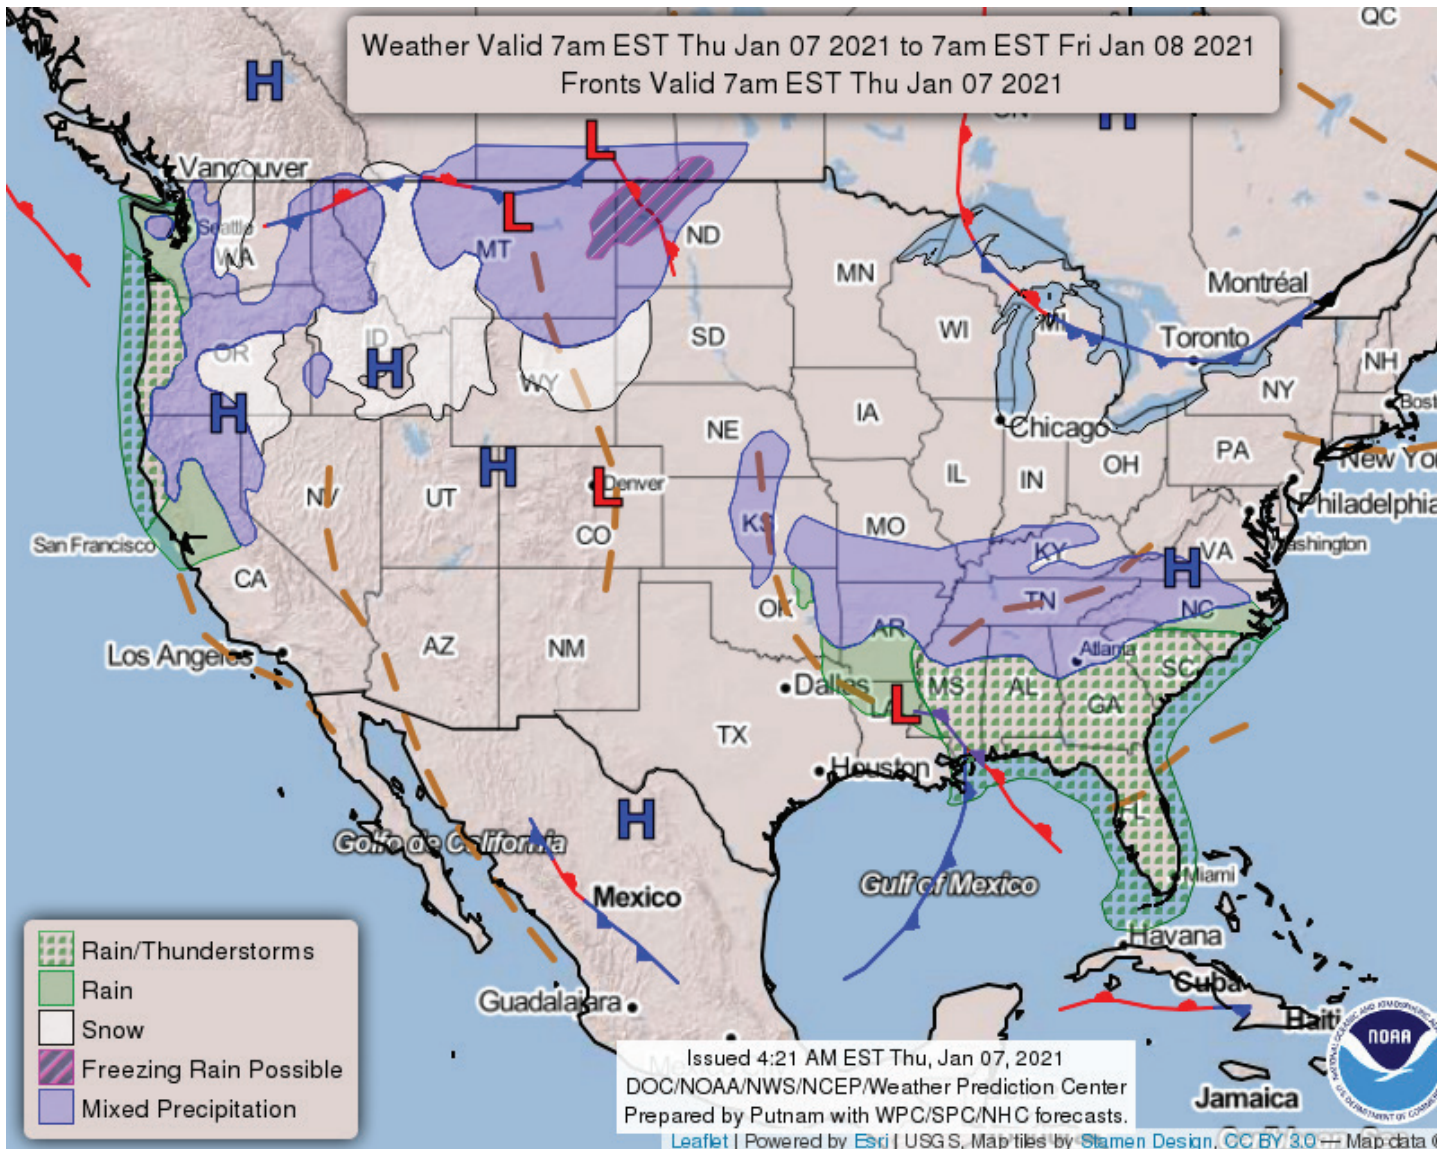 QC
Weather Valid 7am EST Thu Jan 07 2021 to 7am EST Fri Jan 08 2021
Fronts Valid 7am EST Thu Jan 07 2021
H
H
ON
L
Vancouver
L
Seattle
WA
MT
ND
MN
Montréal
WI
MI
Toronto
OR
ID
H
SD
WY
NH
NY
IA
Bost
H
NE
Chicago
PA
New Yo
H
IL
IN
OH
NV
UT
L
Denver
Philadelphia
KS
MO
CO
San Francisco
KY
VA
Washington
CA
H
OK
TN
NC
AR
AZ
NM
Los Angeles
Atlanta
SC
Dallas
MS
AL
GA
LA
L
TX
Houston
H
FL
Golfo de California
Gulf of Mexico
Miami
Mexico
Havana
Rain/Thunderstorms
Rain
Snow
Freezing Rain Possible
Mixed Precipitation
Cuba
Guadalajara
Haiti
NOAA
Issued 4:21 AM EST Thu, Jan 07, 2021
DOC/NOAA/NWS/NCEP/Weather Prediction Center
Prepared by Putnam with WPC/SPC/NHC forecasts.
Jamaica
Leaflet | Powered by Esri | USGS, Map tiles by Stamen Design, CC BY 3.0 — Map data ©